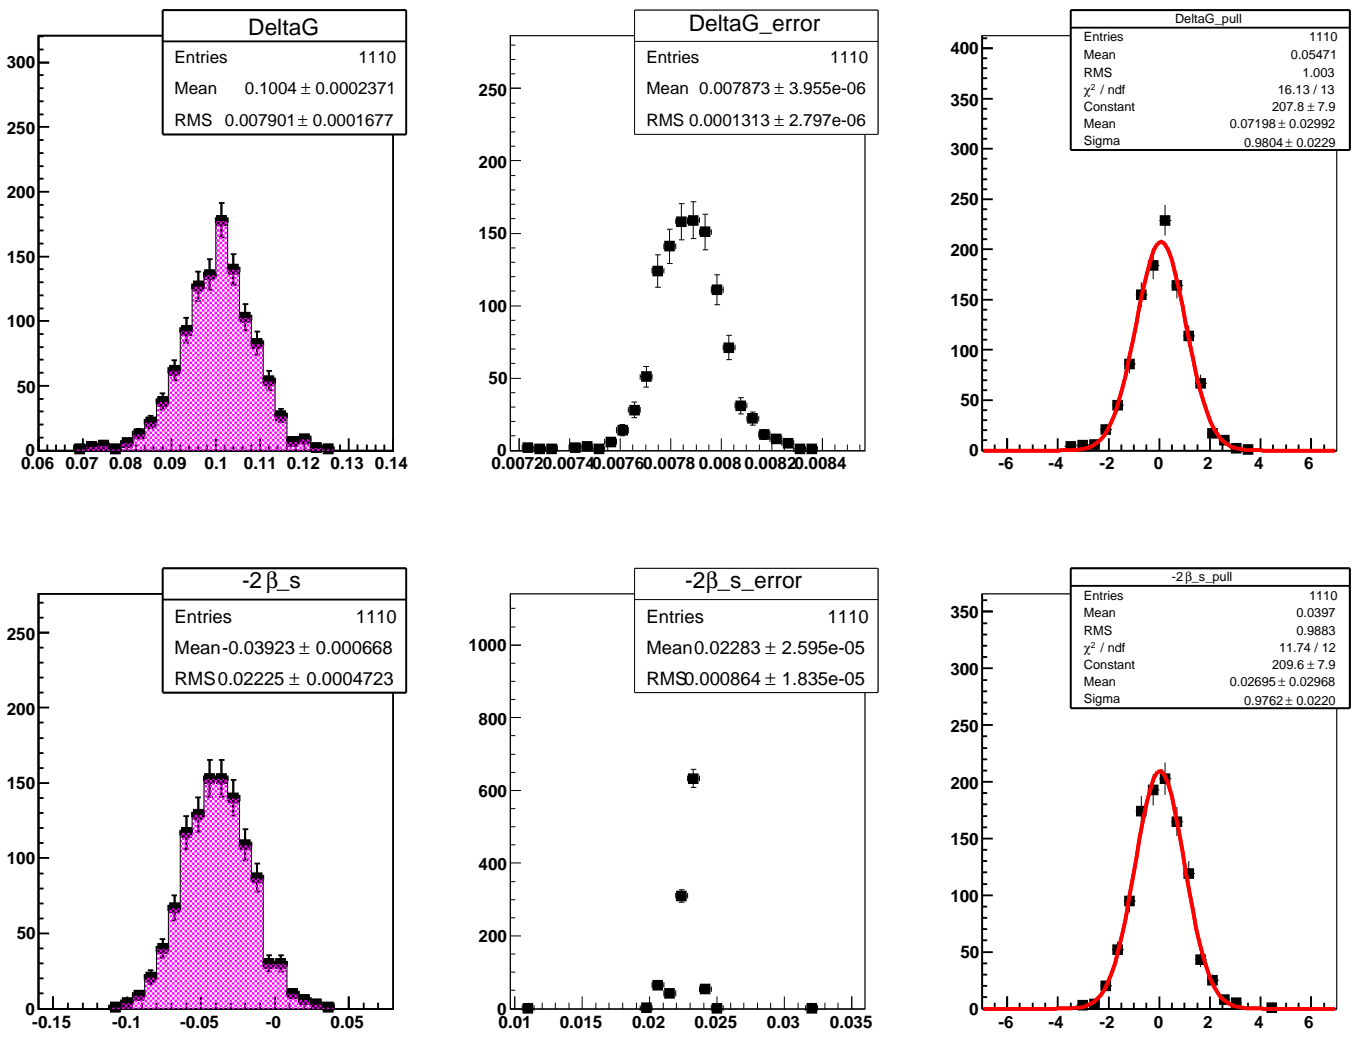 DeltaG
Entries 1110
Mean 0.1004 ± 0.0002371
RMS 0.007901 ± 0.0001677
300
250
200
150
100
50
0
0.06 0.07 0.08 0.09 0.1 0.11 0.12 0.13 0.14
DeltaG_error
Entries 1110
Mean 0.007873 ± 3.955e-06
RMS 0.0001313 ± 2.797e-06
250
200
150
100
50
0
0.0072 0.0074 0.0076 0.0078 0.008 0.0082 0.0084
DeltaG_pull
Entries 1110
Mean 0.05471
RMS 1.003
χ² / ndf 16.13 / 13
Constant 207.8 ± 7.9
Mean 0.07198 ± 0.02992
Sigma 0.9804 ± 0.0229
400
350
300
250
200
150
100
50
0
-6 -4 -2 0 2 4 6
-2β_s
Entries 1110
Mean -0.03923 ± 0.000668
RMS 0.02225 ± 0.0004723
250
200
150
100
50
0
-0.15 -0.1 -0.05 -0 0.05
-2β_s_error
Entries 1110
Mean 0.02283 ± 2.595e-05
RMS 0.000864 ± 1.835e-05
1000
800
600
400
200
0
0.01 0.015 0.02 0.025 0.03 0.035
-2β_s_pull
Entries 1110
Mean 0.0397
RMS 0.9883
χ² / ndf 11.74 / 12
Constant 209.6 ± 7.9
Mean 0.02695 ± 0.02968
Sigma 0.9762 ± 0.0220
350
300
250
200
150
100
50
0
-6 -4 -2 0 2 4 6